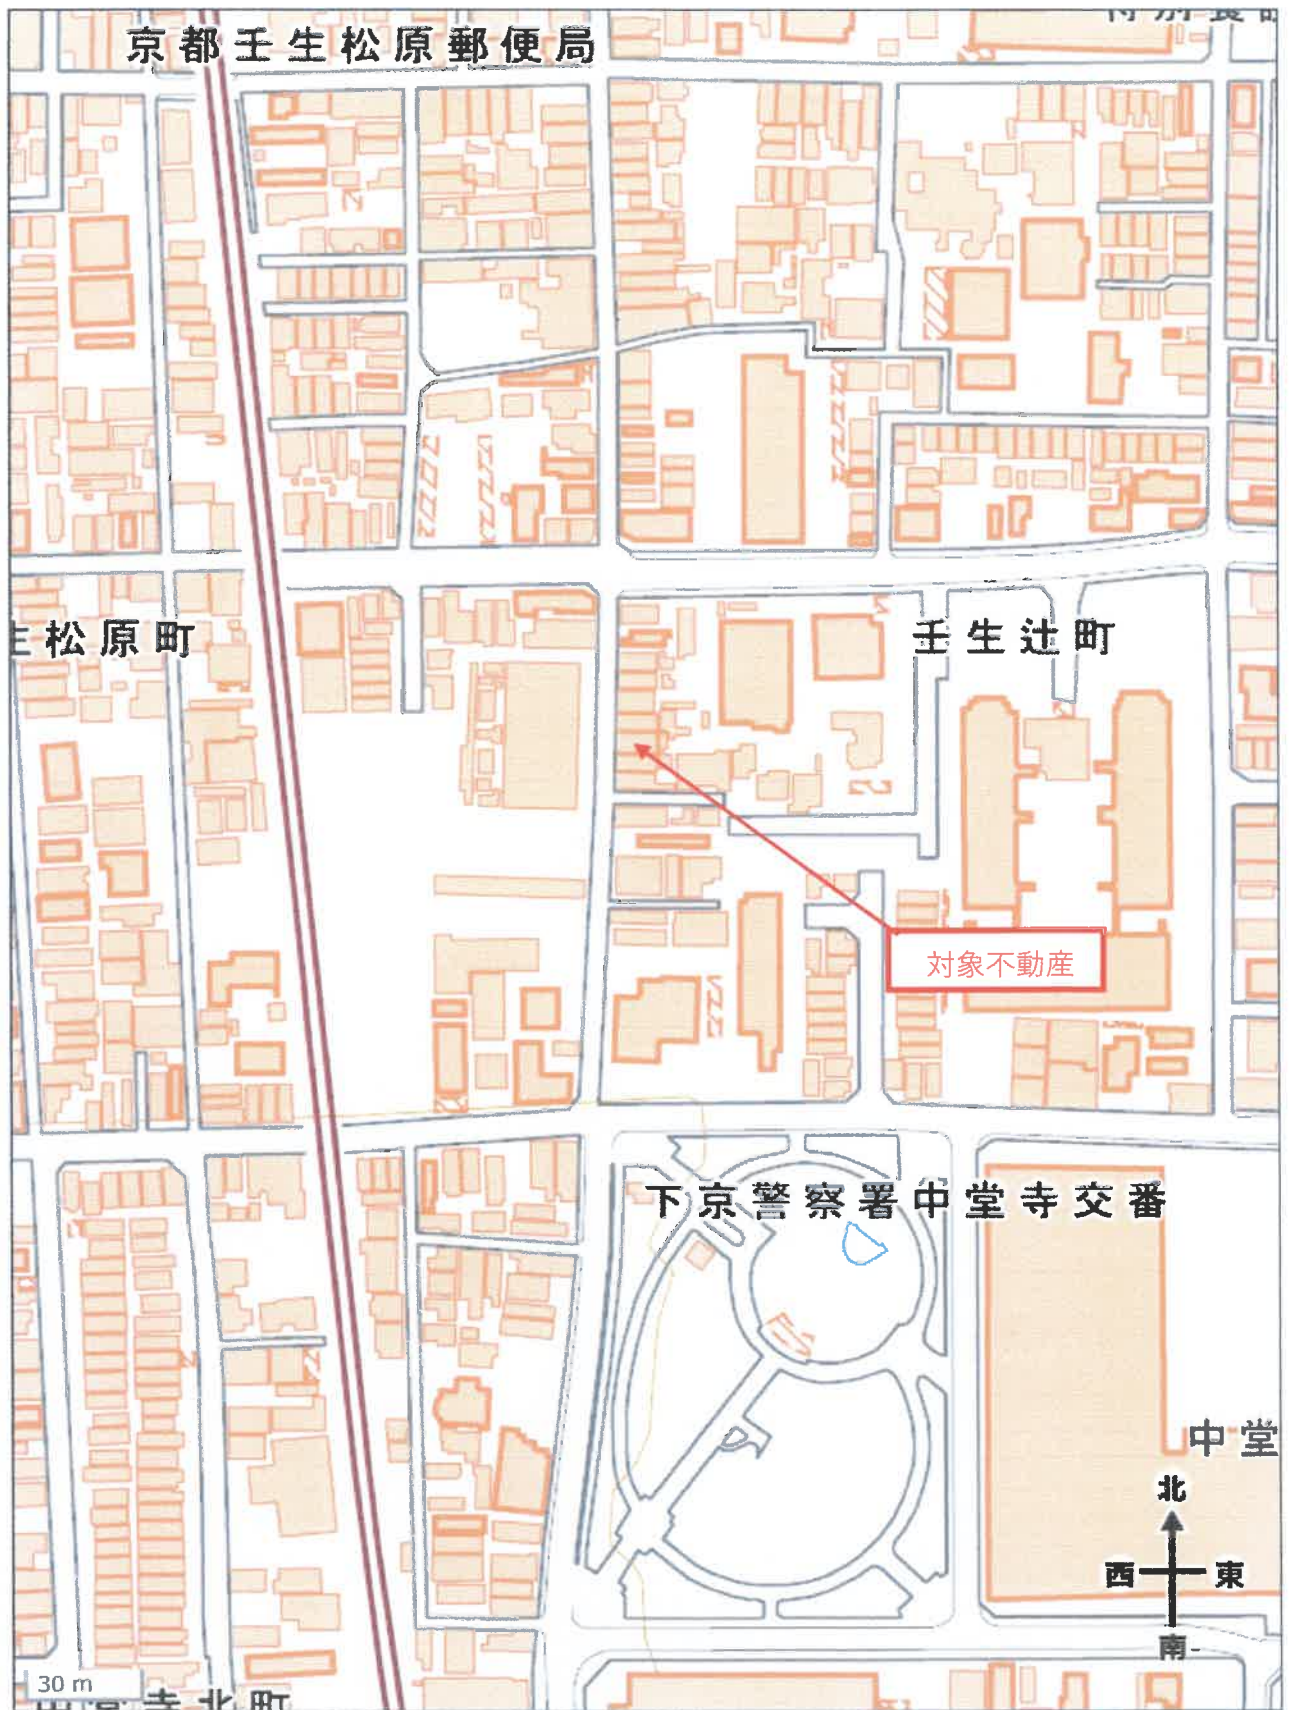 京都壬生松原郵便局
生松原町
壬生辻町
対象不動産
下京警察署中堂寺交番
中堂
北
西 東
南
30 m